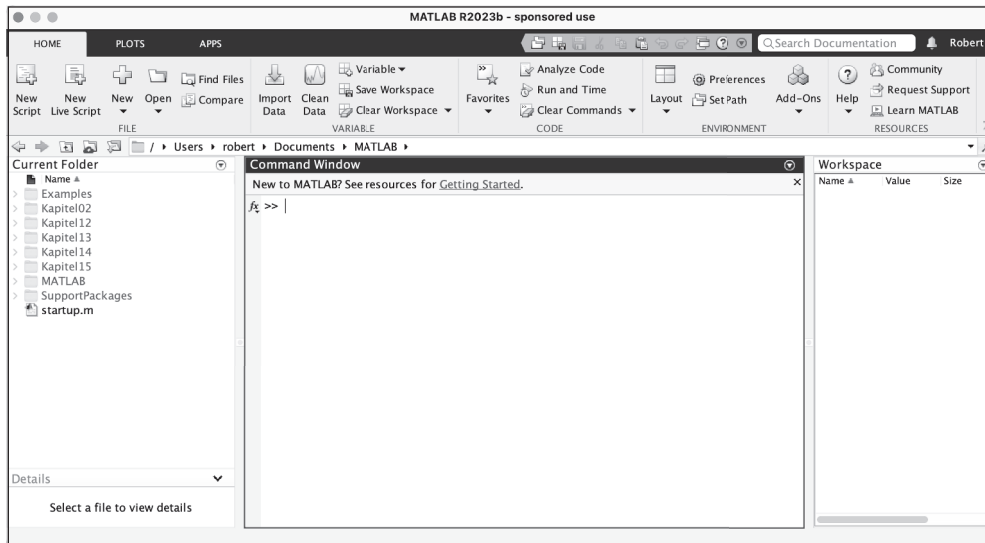 MATLAB R2023b - sponsored use
HOME PLOTS APPS
Search Documentation Robert
New Script
New Live Script
New
Open
Find Files
Compare
Import Data
Clean Data
Variable
Save Workspace
Clear Workspace
Favorites
Analyze Code
Run and Time
Clear Commands
Layout
Preferences
Set Path
Add-Ons
Help
Community
Request Support
Learn MATLAB
FILE VARIABLE CODE ENVIRONMENT RESOURCES
/ Users robert Documents MATLAB
Current Folder
Name
Examples
Kapitel02
Kapitel12
Kapitel13
Kapitel14
Kapitel15
MATLAB
SupportPackages
startup.m
Details
Select a file to view details
Command Window
New to MATLAB? See resources for Getting Started.
fx >>
Workspace
Name Value Size